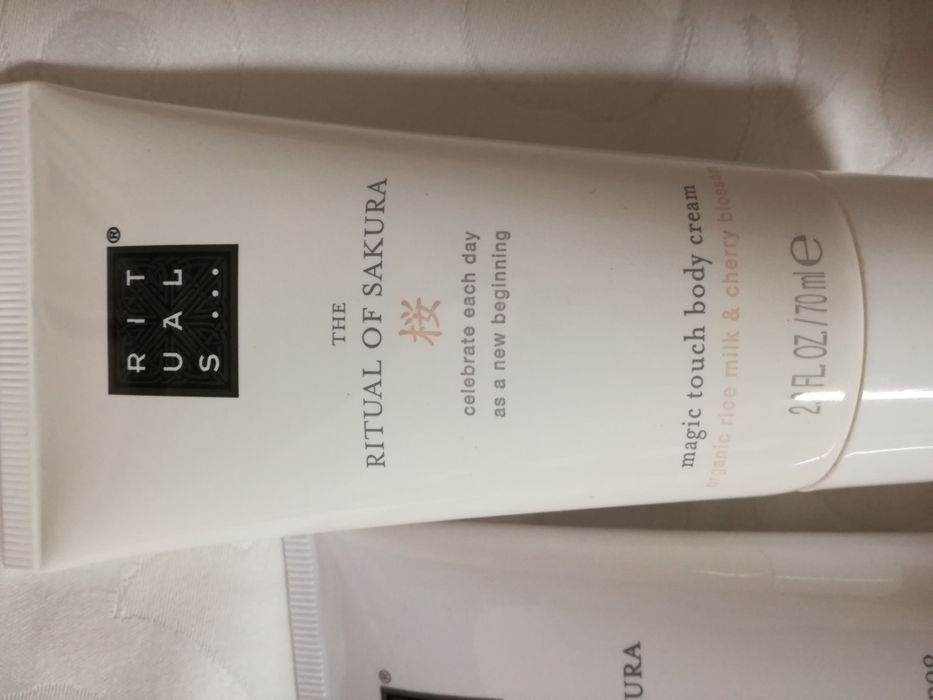 RIT
UAL
S...
®
THE
RITUAL OF SAKURA
桜
celebrate each day
as a new beginning
magic touch body cream
organic rice milk & cherry blossom
FL.OZ./70 ml e
®
URA